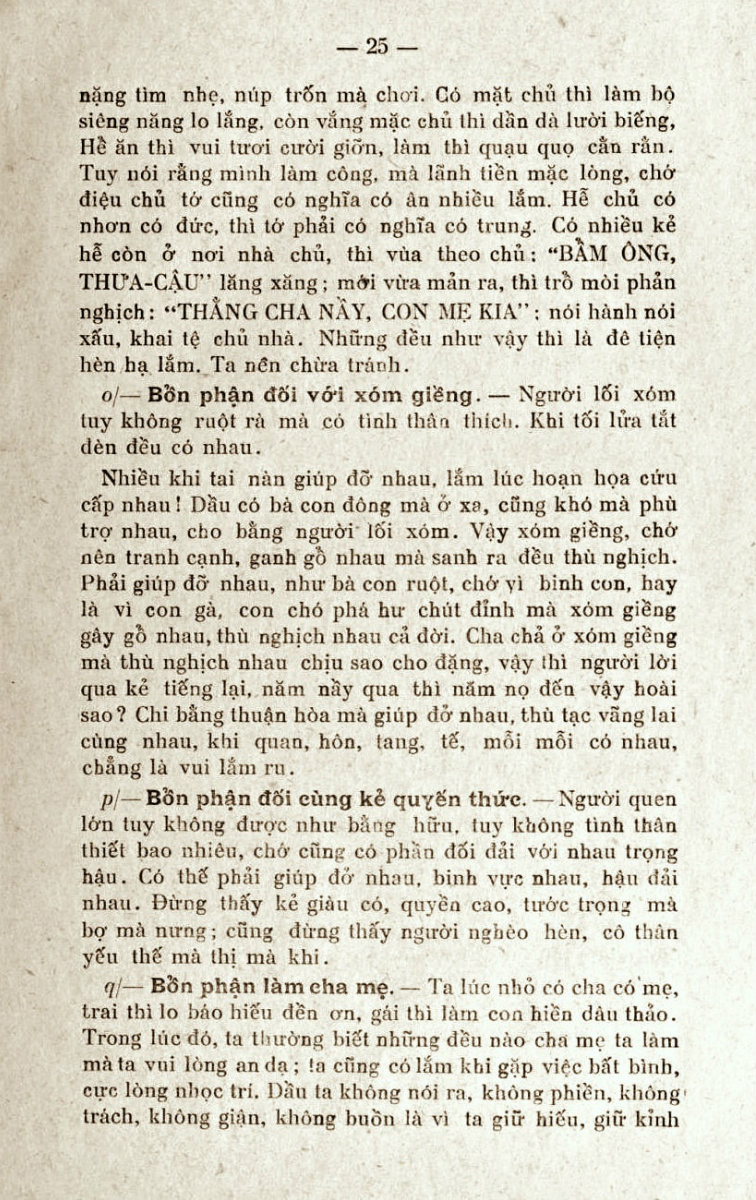 — 25 —
nặng tìm nhẹ, núp trốn mà chơi. Có mặt chủ thì làm bộ
siêng năng lo lắng, còn vắng mặc chủ thì dần dà lười biếng,
Hề ăn thì vui tươi cười giỡn, làm thì quạu quọ cằn rằn.
Tuy nói rằng mình làm công, mà lãnh tiền mặc lòng, chớ
điệu chủ tớ cũng có nghĩa có ân nhiều lắm. Hễ chủ có
nhơn có đức, thì tớ phải có nghĩa có trung. Có nhiều kẻ
hễ còn ở nơi nhà chủ, thì vùa theo chủ: “BẨM ÔNG,
THƯA-CẬU” lăng xăng; mới vừa mản ra, thì trổ mòi phản
nghịch: “THẰNG CHA NẦY, CON MẸ KIA”; nói hành nói
xấu, khai tệ chủ nhà. Những đều như vậy thì là đê tiện
hèn hạ lắm. Ta nên chừa tránh.
o/— Bổn phận đối với xóm giềng. — Người lối xóm
tuy không ruột rà mà có tình thân thích. Khi tối lửa tắt
đèn đều có nhau.
Nhiều khi tai nàn giúp đỡ nhau, lắm lúc hoạn họa cứu
cấp nhau! Dầu có bà con đông mà ở xa, cũng khó mà phù
trợ nhau, cho bằng người lối xóm. Vậy xóm giềng, chớ
nên tranh cạnh, ganh gổ nhau mà sanh ra đều thù nghịch.
Phải giúp đỡ nhau, như bà con ruột, chớ vì binh con, hay
là vì con gà, con chó phá hư chút đỉnh mà xóm giềng
gây gổ nhau, thù nghịch nhau cả đời. Cha chả ở xóm giềng
mà thù nghịch nhau chịu sao cho đặng, vậy thì người lời
qua kẻ tiếng lại, năm nầy qua thì năm nọ đến vậy hoài
sao? Chi bằng thuận hòa mà giúp đở nhau, thù tạc vãng lai
cùng nhau, khi quan, hôn, tang, tế, mỗi mỗi có nhau,
chẳng là vui lắm ru.
p/— Bổn phận đối cùng kẻ quyến thức. — Người quen
lớn tuy không được như bằng hữu, tuy không tình thân
thiết bao nhiêu, chớ cũng có phần đối đải với nhau trọng
hậu. Có thế phải giúp đở nhau, binh vực nhau, hậu đải
nhau. Đừng thấy kẻ giàu có, quyền cao, tước trọng mà
bợ mà nưng; cũng đừng thấy người nghèo hèn, cô thân
yếu thế mà thị mà khi.
q/— Bổn phận làm cha mẹ. — Ta lúc nhỏ có cha có mẹ,
trai thì lo báo hiếu đền ơn, gái thì làm con hiền dâu thảo.
Trong lúc đó, ta thường biết những đều nào cha mẹ ta làm
mà ta vui lòng an dạ; ta cũng có lắm khi gặp việc bất bình,
cực lòng nhọc trí. Dầu ta không nói ra, không phiền, không
trách, không giận, không buồn là vì ta giữ hiếu, giữ kỉnh